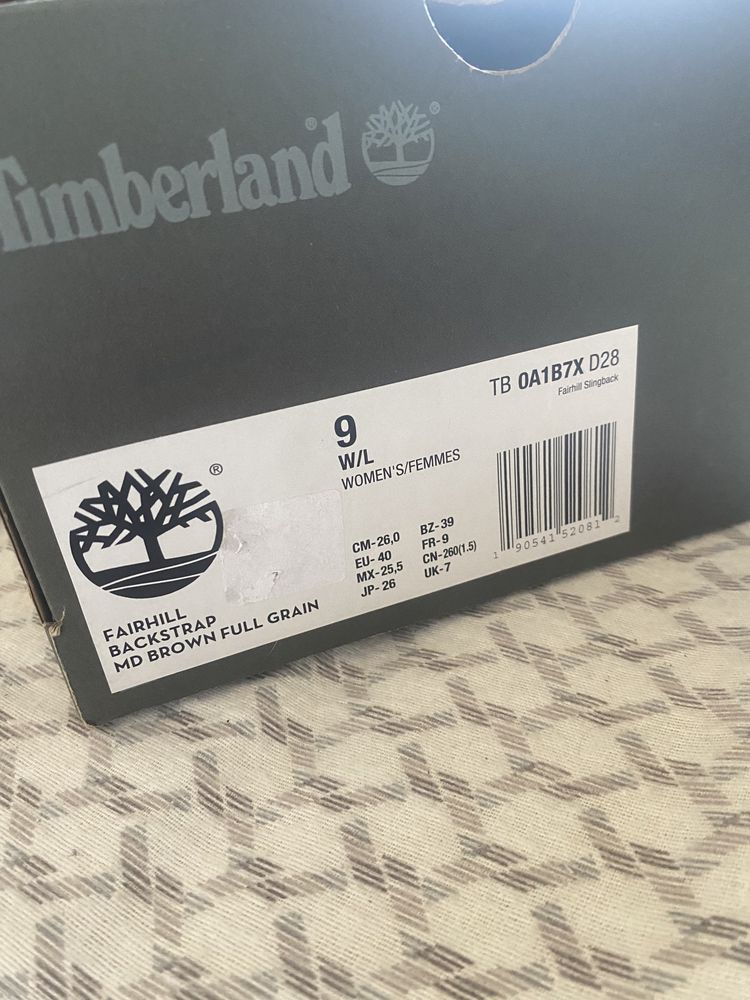 Timberland®
®
TB 0A1B7X D28
Fairhill Slingback
9
W/L
WOMEN'S/FEMMES
®
CM-26,0 BZ-39
EU- 40 FR-9
MX-25,5 CN-260(1.5)
JP- 26 UK-7
1 90541 52081 2
FAIRHILL
BACKSTRAP
MD BROWN FULL GRAIN